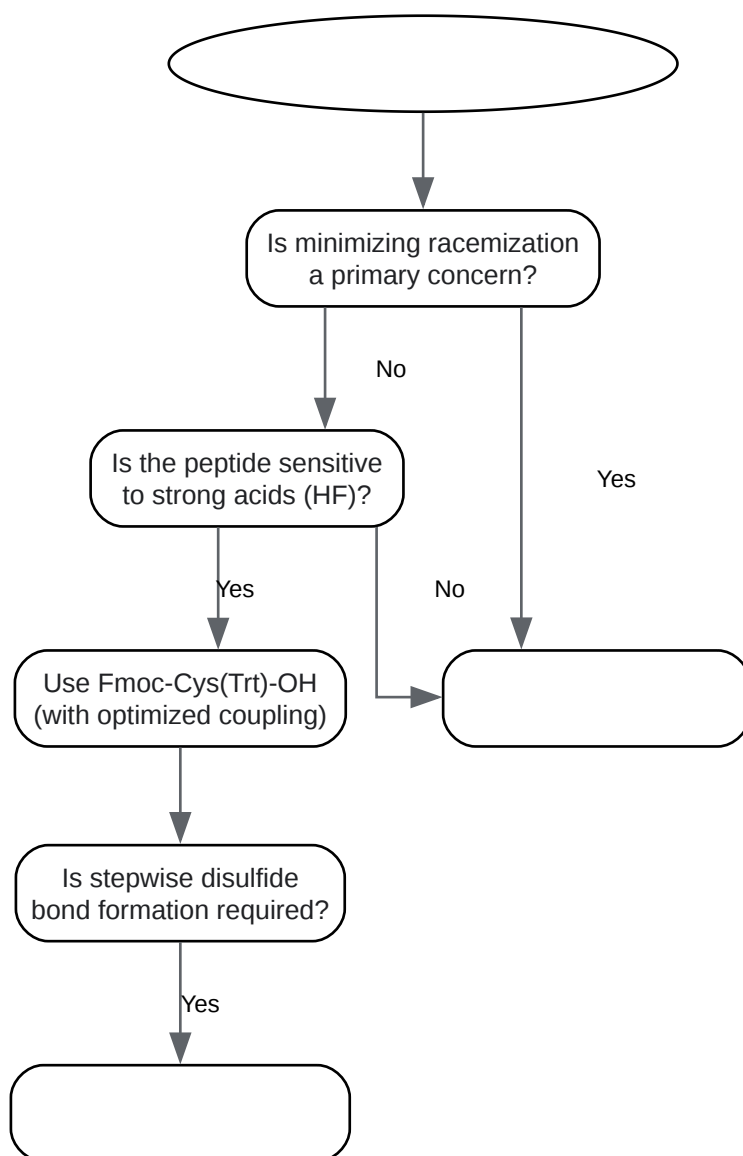 Is minimizing racemization
a primary concern?
No
Is the peptide sensitive
to strong acids (HF)?
Yes
Yes
No
Use Fmoc-Cys(Trt)-OH
(with optimized coupling)
Is stepwise disulfide
bond formation required?
Yes